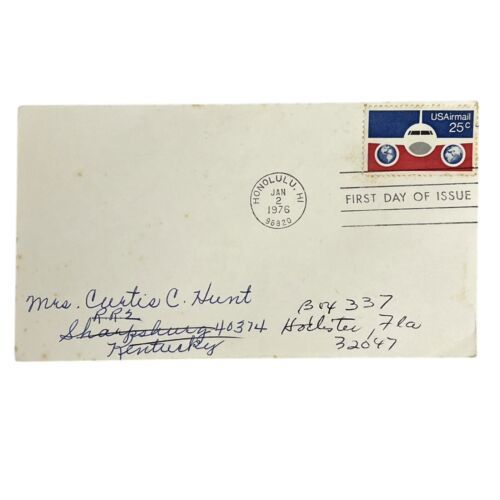 USAirmail
25c
HONOLULU, HI
JAN
2
1976
96820
FIRST DAY OF ISSUE
Mrs. Curtis C. Hunt
RR2
Sharpsburg 40374
Kentucky
Box 337
Hollister, Fla
32047